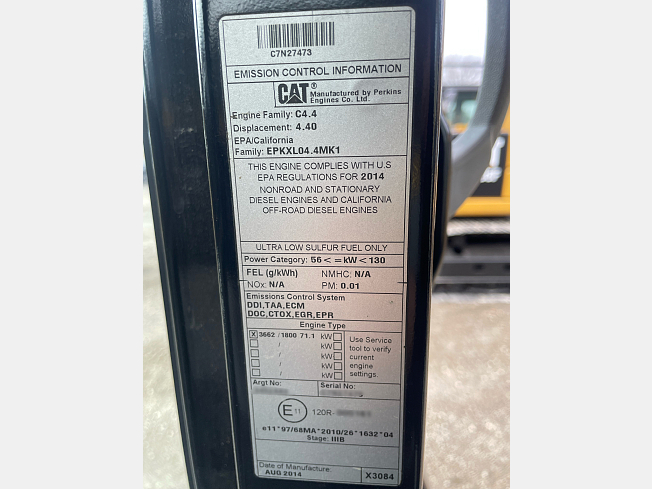 C7N27473
EMISSION CONTROL INFORMATION
CAT® Manufactured by Perkins
Engines Co. Ltd.
Engine Family: C4.4
Displacement: 4.40
EPA/California
Family: EPKXL04.4MK1
THIS ENGINE COMPLIES WITH U.S
EPA REGULATIONS FOR 2014
NONROAD AND STATIONARY
DIESEL ENGINES AND CALIFORNIA
OFF-ROAD DIESEL ENGINES
ULTRA LOW SULFUR FUEL ONLY
Power Category: 56 < = kW < 130
FEL (g/kWh) NMHC: N/A
NOx: N/A PM: 0.01
Emissions Control System
DDI,TAA,ECM
DOC,CTOX,EGR,EPR
Engine Type
X 3662 / 1800 71.1 kW
/ kW
/ kW
/ kW
Use Service
tool to verify
current
engine
settings.
Argt No: Serial No:
E11 120R-
e11*97/68MA*2010/26*1632*04
Stage: IIIB
Date of Manufacture:
AUG 2014 X3084